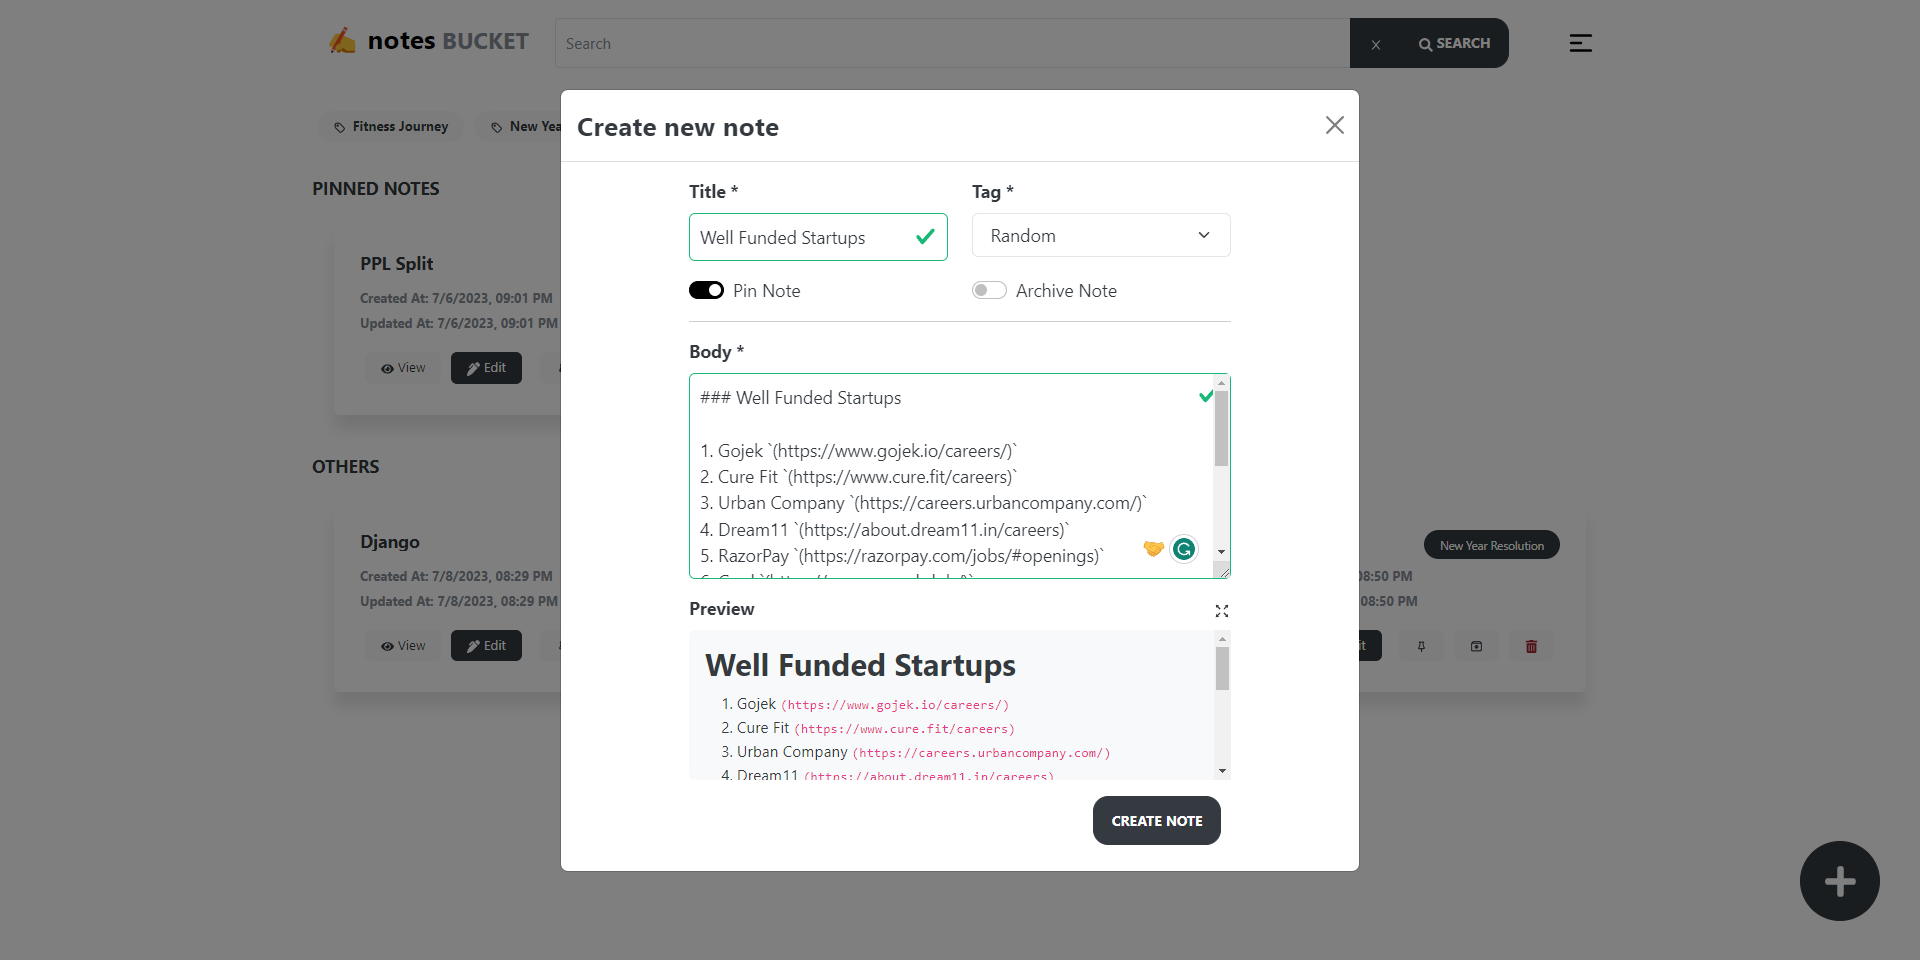 notes BUCKET
Search
x
SEARCH
Fitness Journey
New Yea
PINNED NOTES
PPL Split
Created At: 7/6/2023, 09:01 PM
Updated At: 7/6/2023, 09:01 PM
View
Edit
OTHERS
Django
Created At: 7/8/2023, 08:29 PM
Updated At: 7/8/2023, 08:29 PM
View
Edit
Create new note
Title *
Tag *
Well Funded Startups
Random
Pin Note
Archive Note
Body *
### Well Funded Startups
1. Gojek `(https://www.gojek.io/careers/)`
2. Cure Fit `(https://www.cure.fit/careers)`
3. Urban Company `(https://careers.urbancompany.com/)`
4. Dream11 `(https://about.dream11.in/careers)`
5. RazorPay `(https://razorpay.com/jobs/#openings)`
Preview
Well Funded Startups
1. Gojek (https://www.gojek.io/careers/)
2. Cure Fit (https://www.cure.fit/careers)
3. Urban Company (https://careers.urbancompany.com/)
4. Dream11 (https://about.dream11.in/careers)
CREATE NOTE
New Year Resolution
08:50 PM
08:50 PM
it